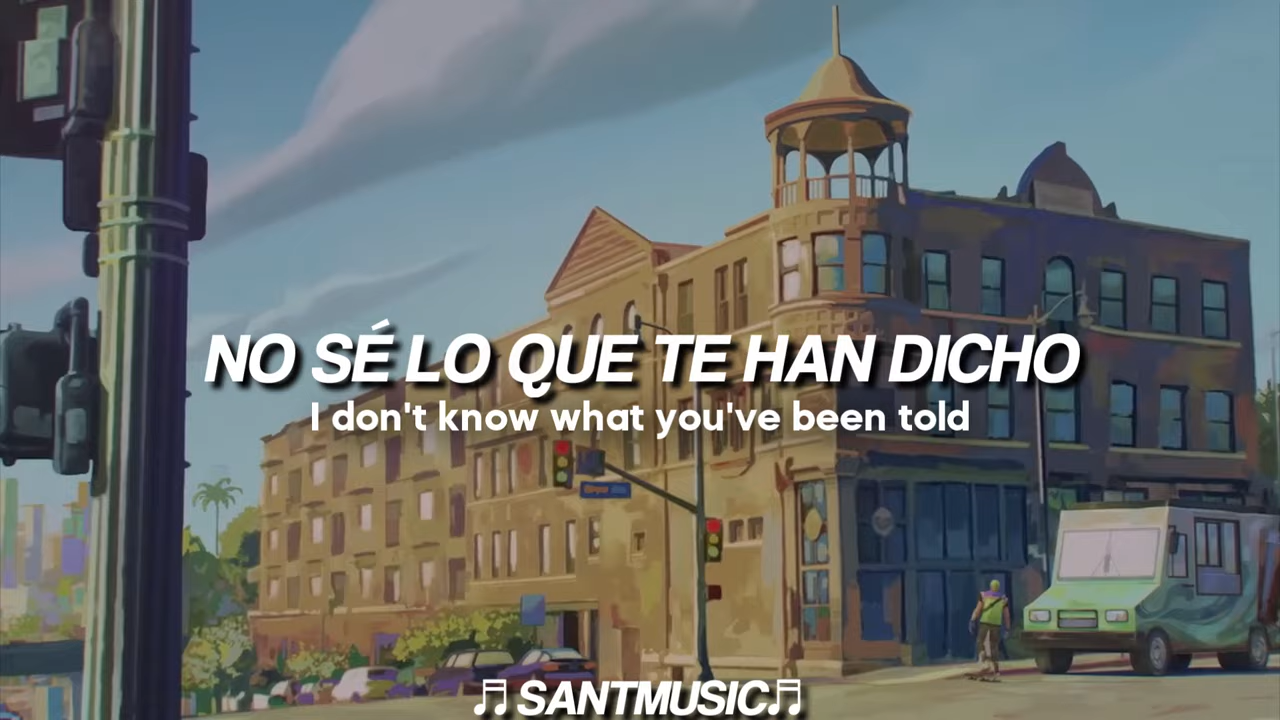 NO SÉ LO QUE TE HAN DICHO
I don't know what you've been told
♫ SANTMUSIC ♫